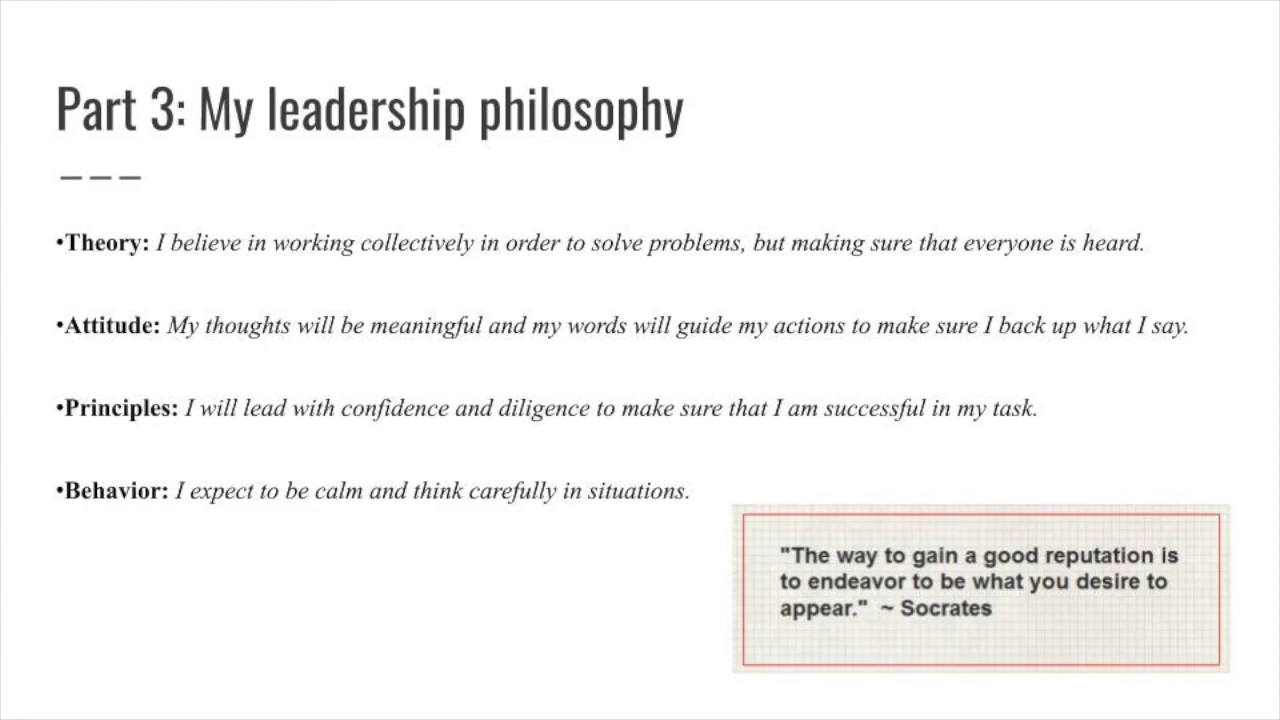 Part 3: My leadership philosophy
•Theory: I believe in working collectively in order to solve problems, but making sure that everyone is heard.
•Attitude: My thoughts will be meaningful and my words will guide my actions to make sure I back up what I say.
•Principles: I will lead with confidence and diligence to make sure that I am successful in my task.
•Behavior: I expect to be calm and think carefully in situations.
"The way to gain a good reputation is
to endeavor to be what you desire to
appear." ~ Socrates